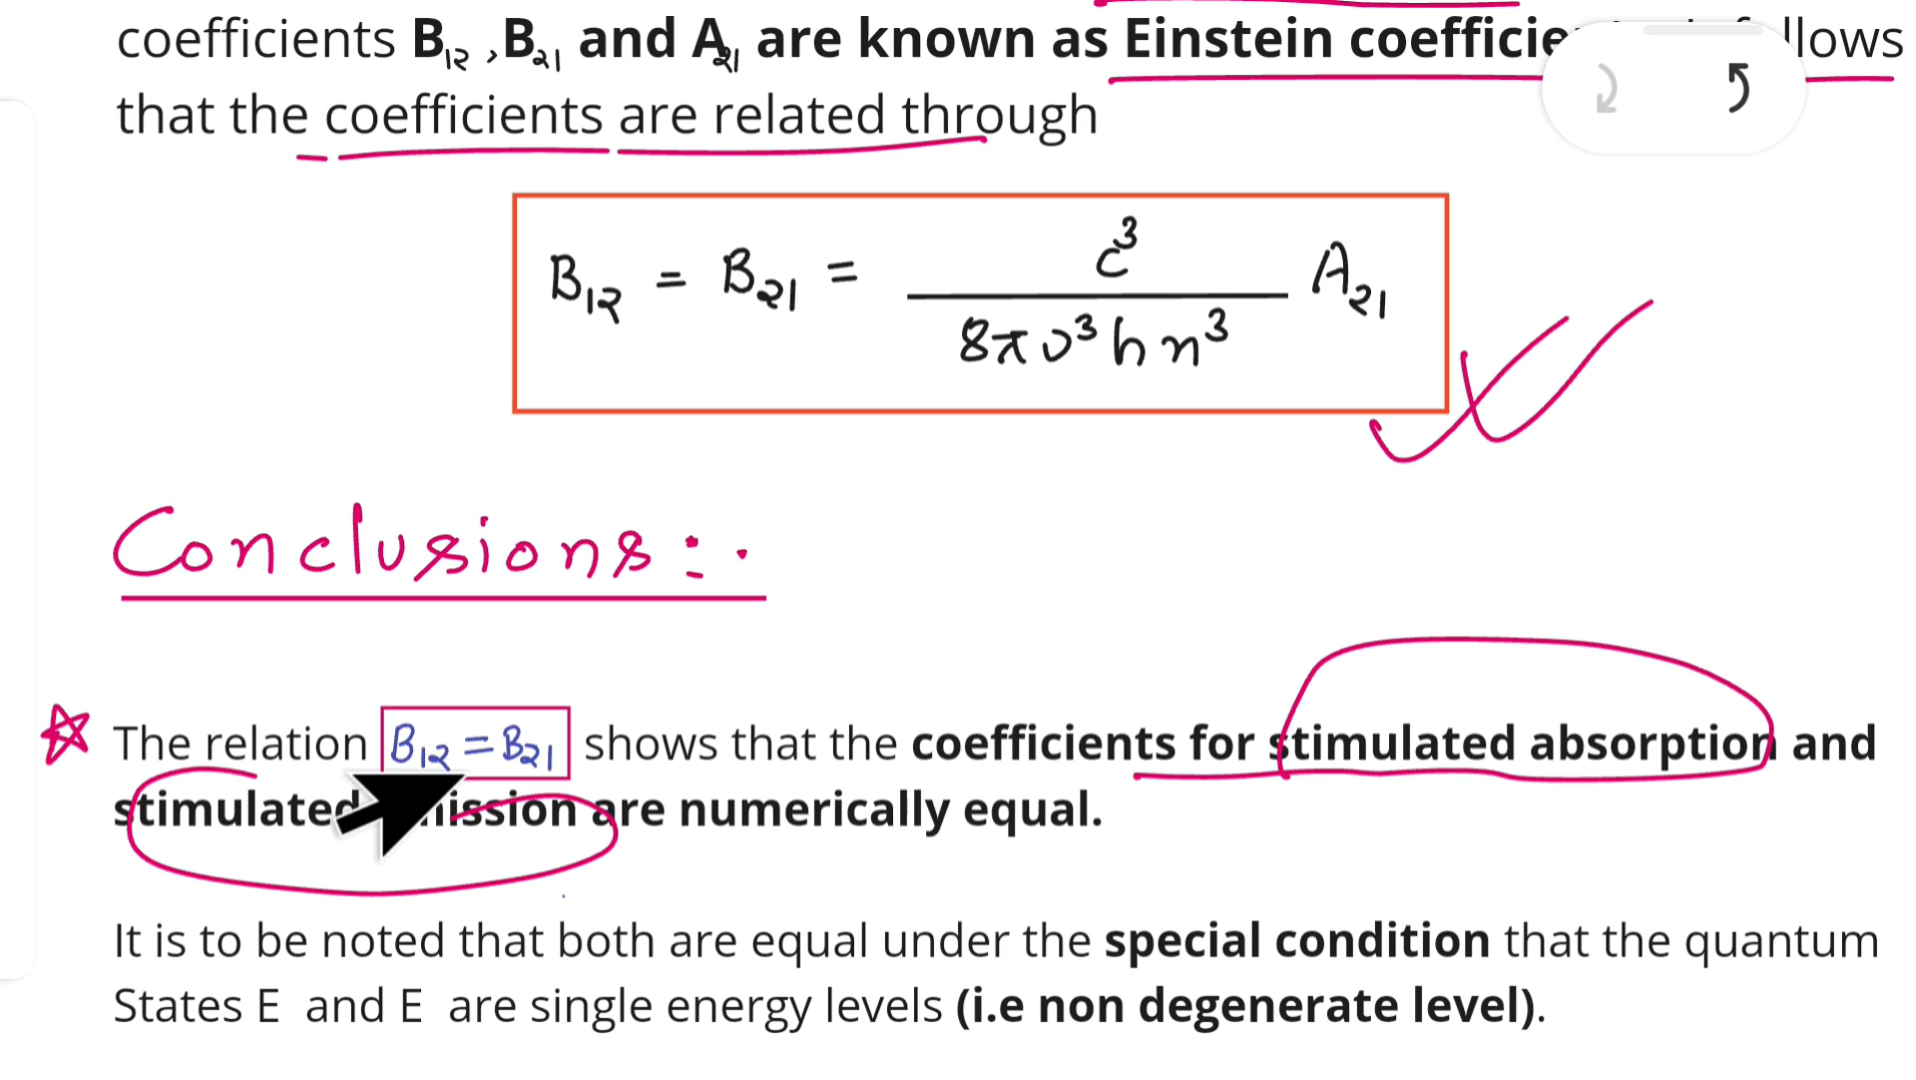 coefficients B₁₂ ,B₂₁ and A₂₁ are known as Einstein llows
that the coefficients are related through
B₁₂ = B₂₁ = c³ / 8πυ³hn³ A₂₁
Conclusions :.
The relation B₁₂ = B₂₁ shows that the coefficients for stimulated absorption and
stimulated are numerically equal.
It is to be noted that both are equal under the special condition that the quantum
States E and E are single energy levels (i.e non degenerate level).